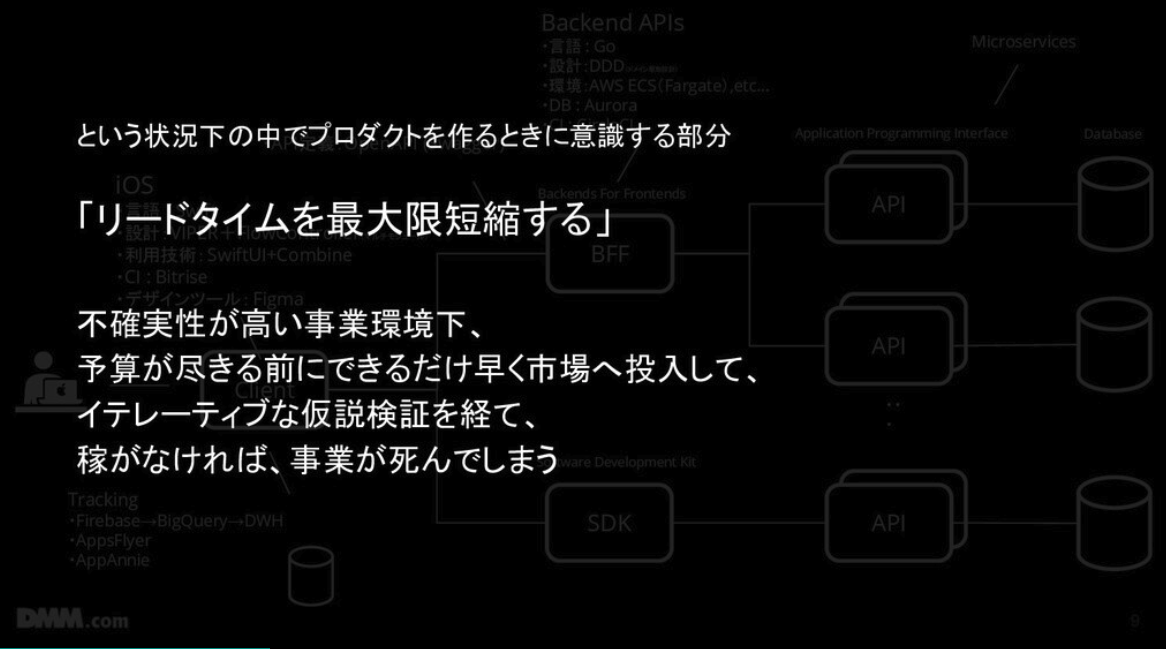 という状況下の中でプロダクトを作るときに意識する部分
「リードタイムを最大限短縮する」
不確実性が高い事業環境下、
予算が尽きる前にできるだけ早く市場へ投入して、
イテレーティブな仮説検証を経て、
稼がなければ、事業が死んでしまう
Backend APIs
・言語：Go
・設計：DDD
・環境：AWS ECS（Fargate）,etc...
・DB：Aurora
Microservices
Application Programming Interface
Database
iOS
・利用技術：SwiftUI+Combine
・CI：Bitrise
・デザインツール：Figma
Backends For Frontends
BFF
API
API
Client
Software Development Kit
SDK
API
Tracking
・Firebase→BigQuery→DWH
・AppsFlyer
・AppAnnie
DMM.com
9